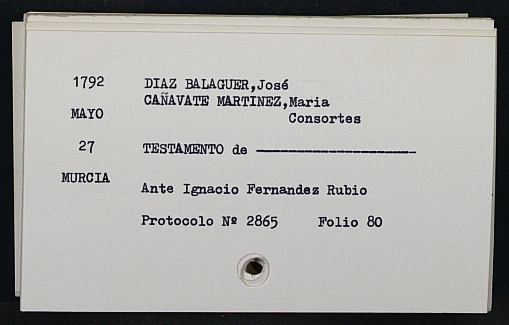 1792 DIAZ BALAGUER,José
CAÑAVATE MARTINEZ,Maria
MAYO Consortes
27 TESTAMENTO de ————————————————————
MURCIA
Ante Ignacio Fernandez Rubio
Protocolo Nº 2865 Folio 80